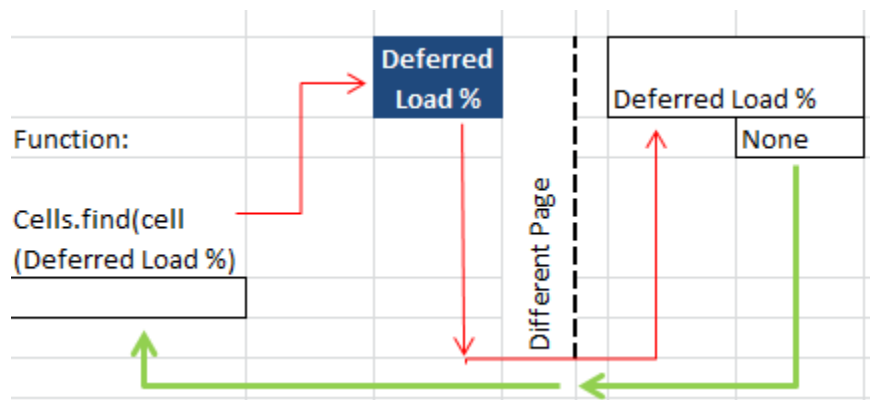 Deferred
Load %
Deferred Load %
Function:
None
Cells.find(cell
(Deferred Load %)
Different Page